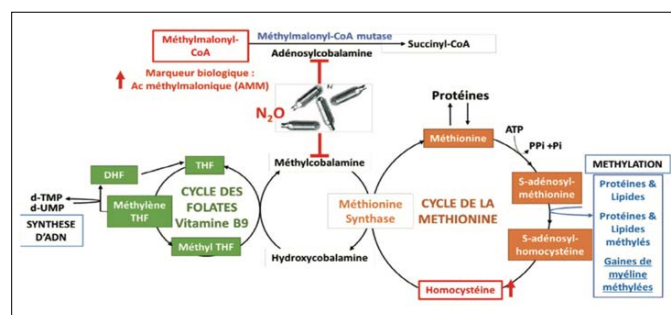 Méthylmalonyl-CoA mutase
Méthylmalonyl-
CoA
Adénosylcobalamine
Succinyl-CoA
Marqueur biologique :
Ac méthylmalonique (AMM)
N₂O
Protéines
Méthylcobalamine
Méthionine
ATP
PPi +Pi
DHF
THF
METHYLATION
d-TMP
d-UMP
CYCLE DES
FOLATES
Vitamine B9
Méthionine
Synthase
CYCLE DE LA
METHIONINE
S-adénosyl-
méthionine
Protéines &
Lipides
Méthylène
THF
SYNTHESE
D'ADN
Méthyl THF
Hydroxycobalamine
S-adénosyl-
homocystéine
Protéines &
Lipides
méthylés
Gaines de
myéline
méthylées
Homocystéine